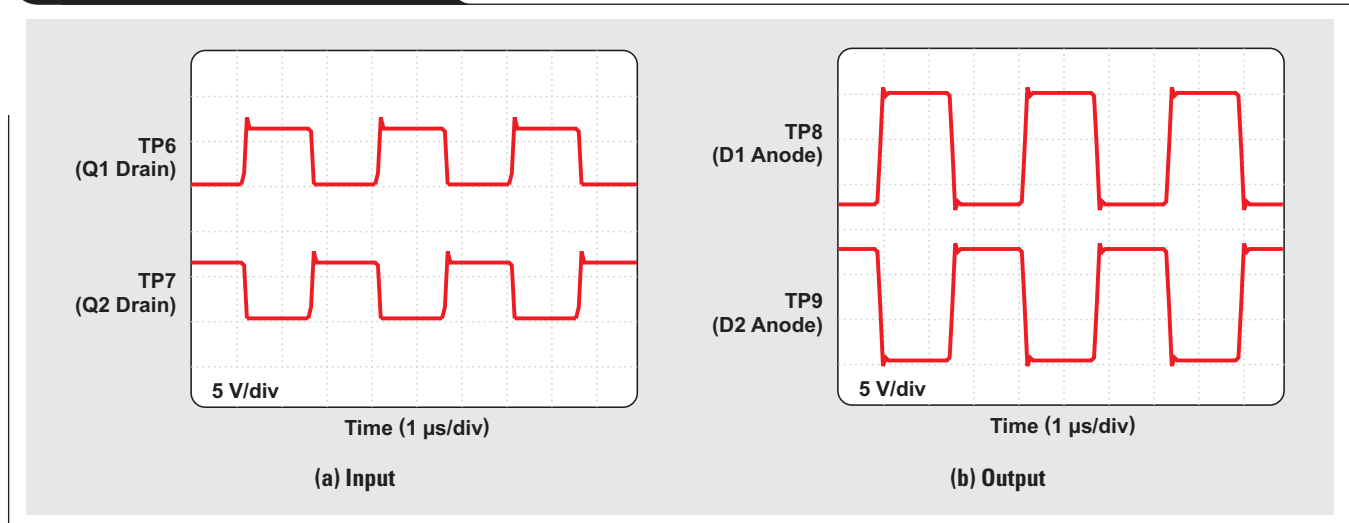 TP6
(Q1 Drain)
TP7
(Q2 Drain)
5 V/div
Time (1 µs/div)
(a) Input
TP8
(D1 Anode)
TP9
(D2 Anode)
5 V/div
Time (1 µs/div)
(b) Output